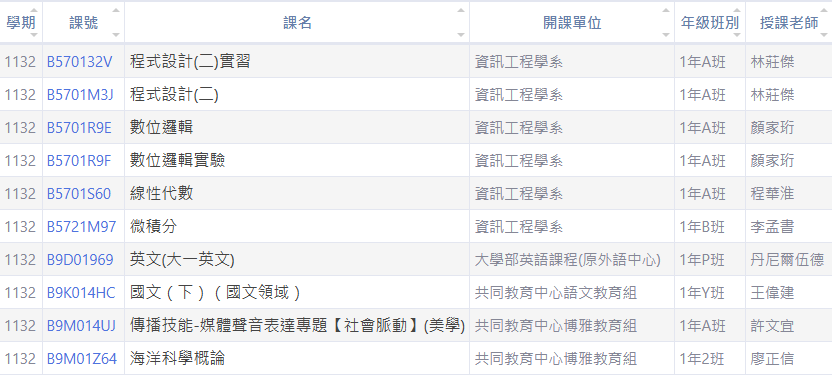 學期 課號 課名 開課單位 年級班別 授課老師
1132 B570132V 程式設計(二)實習 資訊工程學系 1年A班 林莊傑
1132 B5701M3J 程式設計(二) 資訊工程學系 1年A班 林莊傑
1132 B5701R9E 數位邏輯 資訊工程學系 1年A班 顏家珩
1132 B5701R9F 數位邏輯實驗 資訊工程學系 1年A班 顏家珩
1132 B5701S60 線性代數 資訊工程學系 1年A班 程華淮
1132 B5721M97 微積分 資訊工程學系 1年B班 李孟書
1132 B9D01969 英文(大一英文) 大學部英語課程(原外語中心) 1年P班 丹尼爾伍德
1132 B9K014HC 國文（下）（國文領域） 共同教育中心語文教育組 1年Y班 王偉建
1132 B9M014UJ 傳播技能-媒體聲音表達專題【社會脈動】(美學) 共同教育中心博雅教育組 1年A班 許文宜
1132 B9M01Z64 海洋科學概論 共同教育中心博雅教育組 1年2班 廖正信